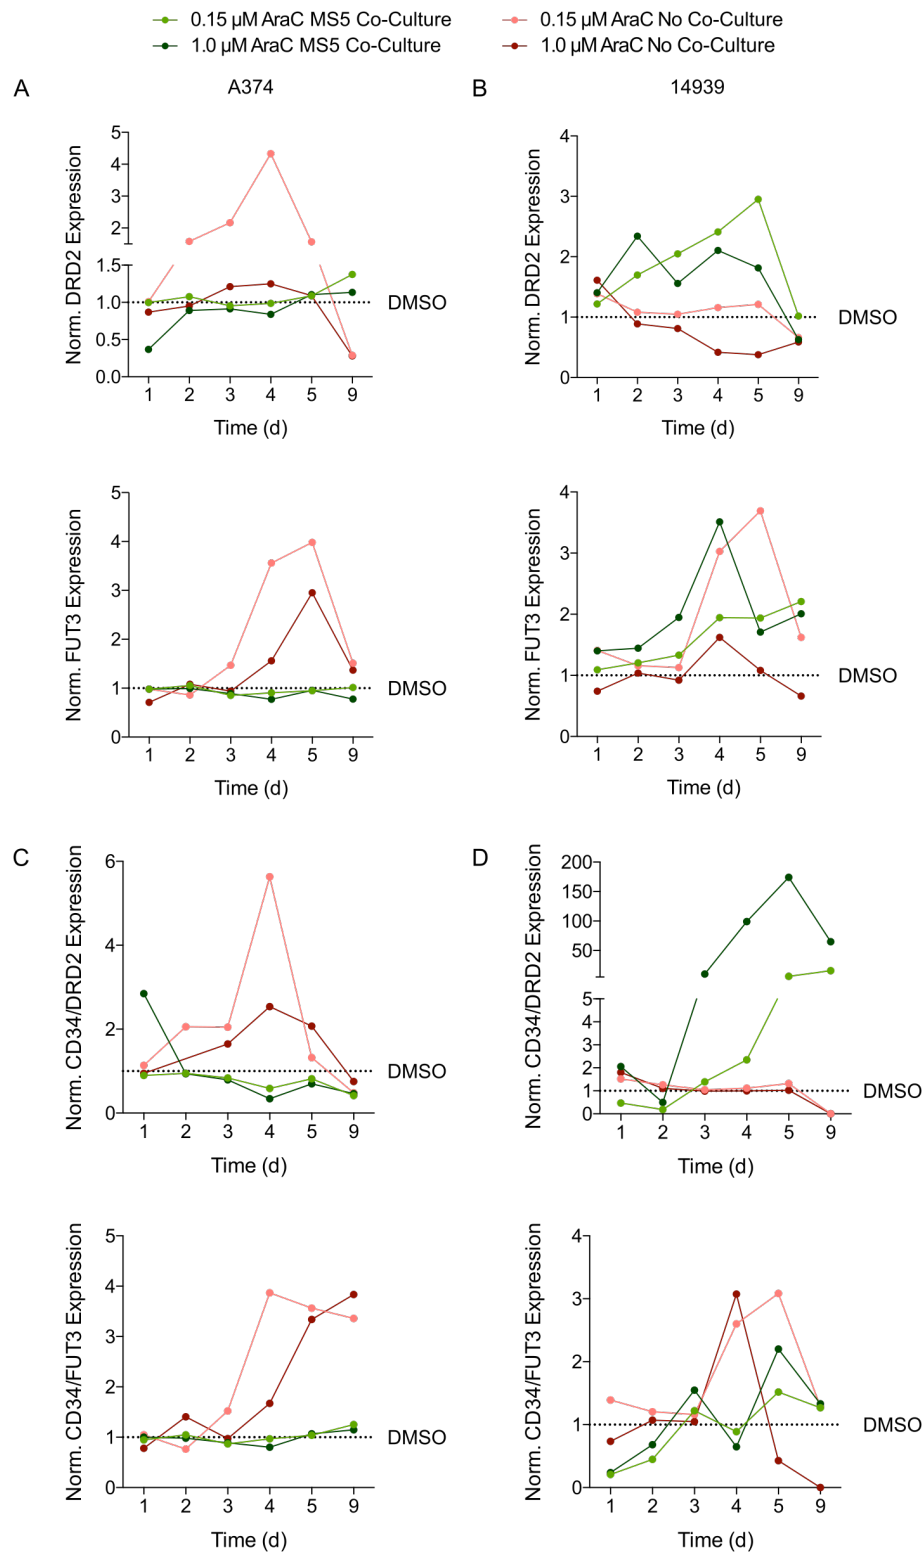 0.15 µM AraC MS5 Co-Culture
0.15 µM AraC No Co-Culture
1.0 µM AraC MS5 Co-Culture
1.0 µM AraC No Co-Culture
A
A374
Norm. DRD2 Expression
5
4
3
2
1.5
1.0
0.5
0.0
DMSO
1 2 3 4 5 9
Time (d)
B
14939
Norm. DRD2 Expression
4
3
2
1
0
DMSO
1 2 3 4 5 9
Time (d)
Norm. FUT3 Expression
5
4
3
2
1
0
DMSO
1 2 3 4 5 9
Time (d)
Norm. FUT3 Expression
4
3
2
1
0
DMSO
1 2 3 4 5 9
Time (d)
C
Norm. CD34/DRD2 Expression
6
4
2
0
DMSO
1 2 3 4 5 9
Time (d)
D
Norm. CD34/DRD2 Expression
200
150
100
50
5
4
3
2
1
0
DMSO
1 2 3 4 5 9
Time (d)
Norm. CD34/FUT3 Expression
5
4
3
2
1
0
DMSO
1 2 3 4 5 9
Time (d)
Norm. CD34/FUT3 Expression
4
3
2
1
0
DMSO
1 2 3 4 5 9
Time (d)